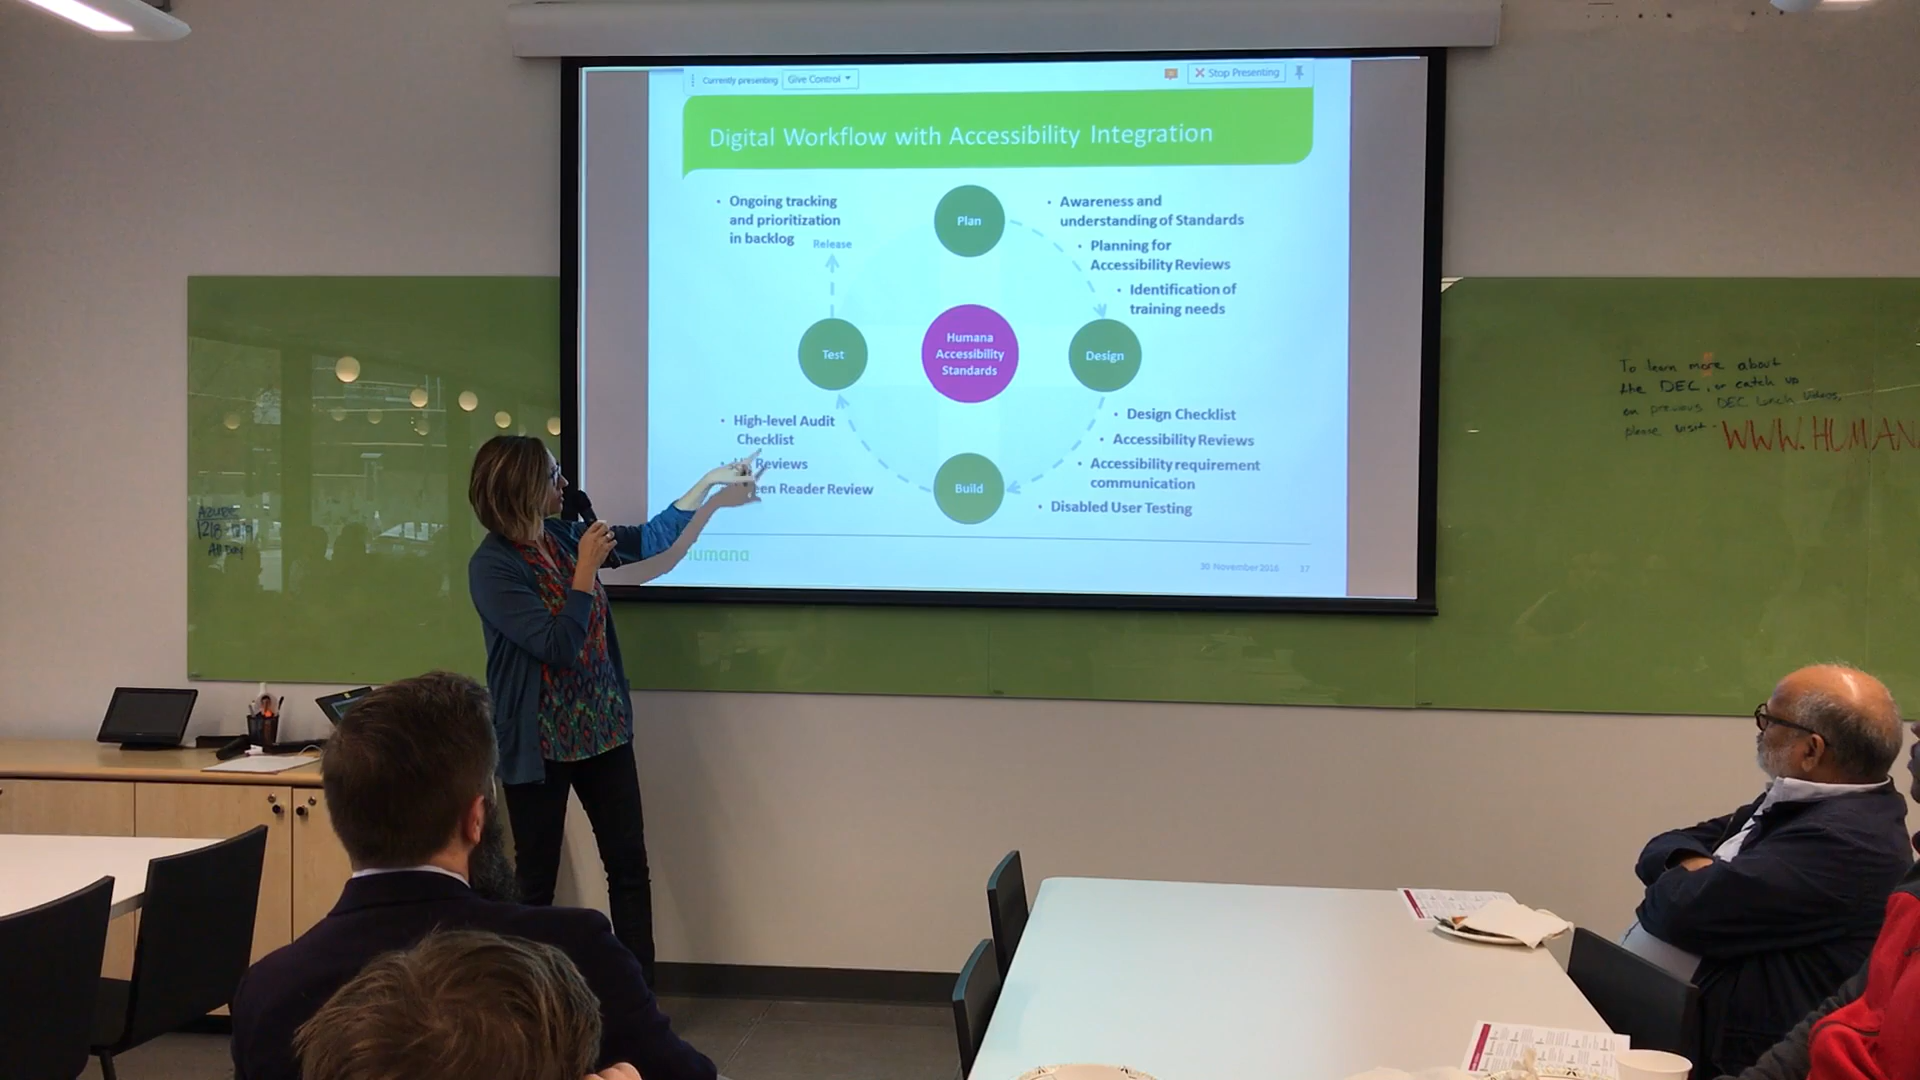 Currently presenting Give Control
Stop Presenting
Digital Workflow with Accessibility Integration
• Ongoing tracking
and prioritization
in backlog
Release
Plan
• Awareness and
understanding of Standards
• Planning for
Accessibility Reviews
• Identification of
training needs
Test
Humana
Accessibility
Standards
Design
• High-level Audit
Checklist
• Reviews
Reader Review
Build
• Design Checklist
• Accessibility Reviews
• Accessibility requirement
communication
• Disabled User Testing
umana
30 November 2016 17
Azure
All Day
To learn more about
the DEC, or catch up
on previous DEC lunch videos,
please visit -
WWW.HUMAN